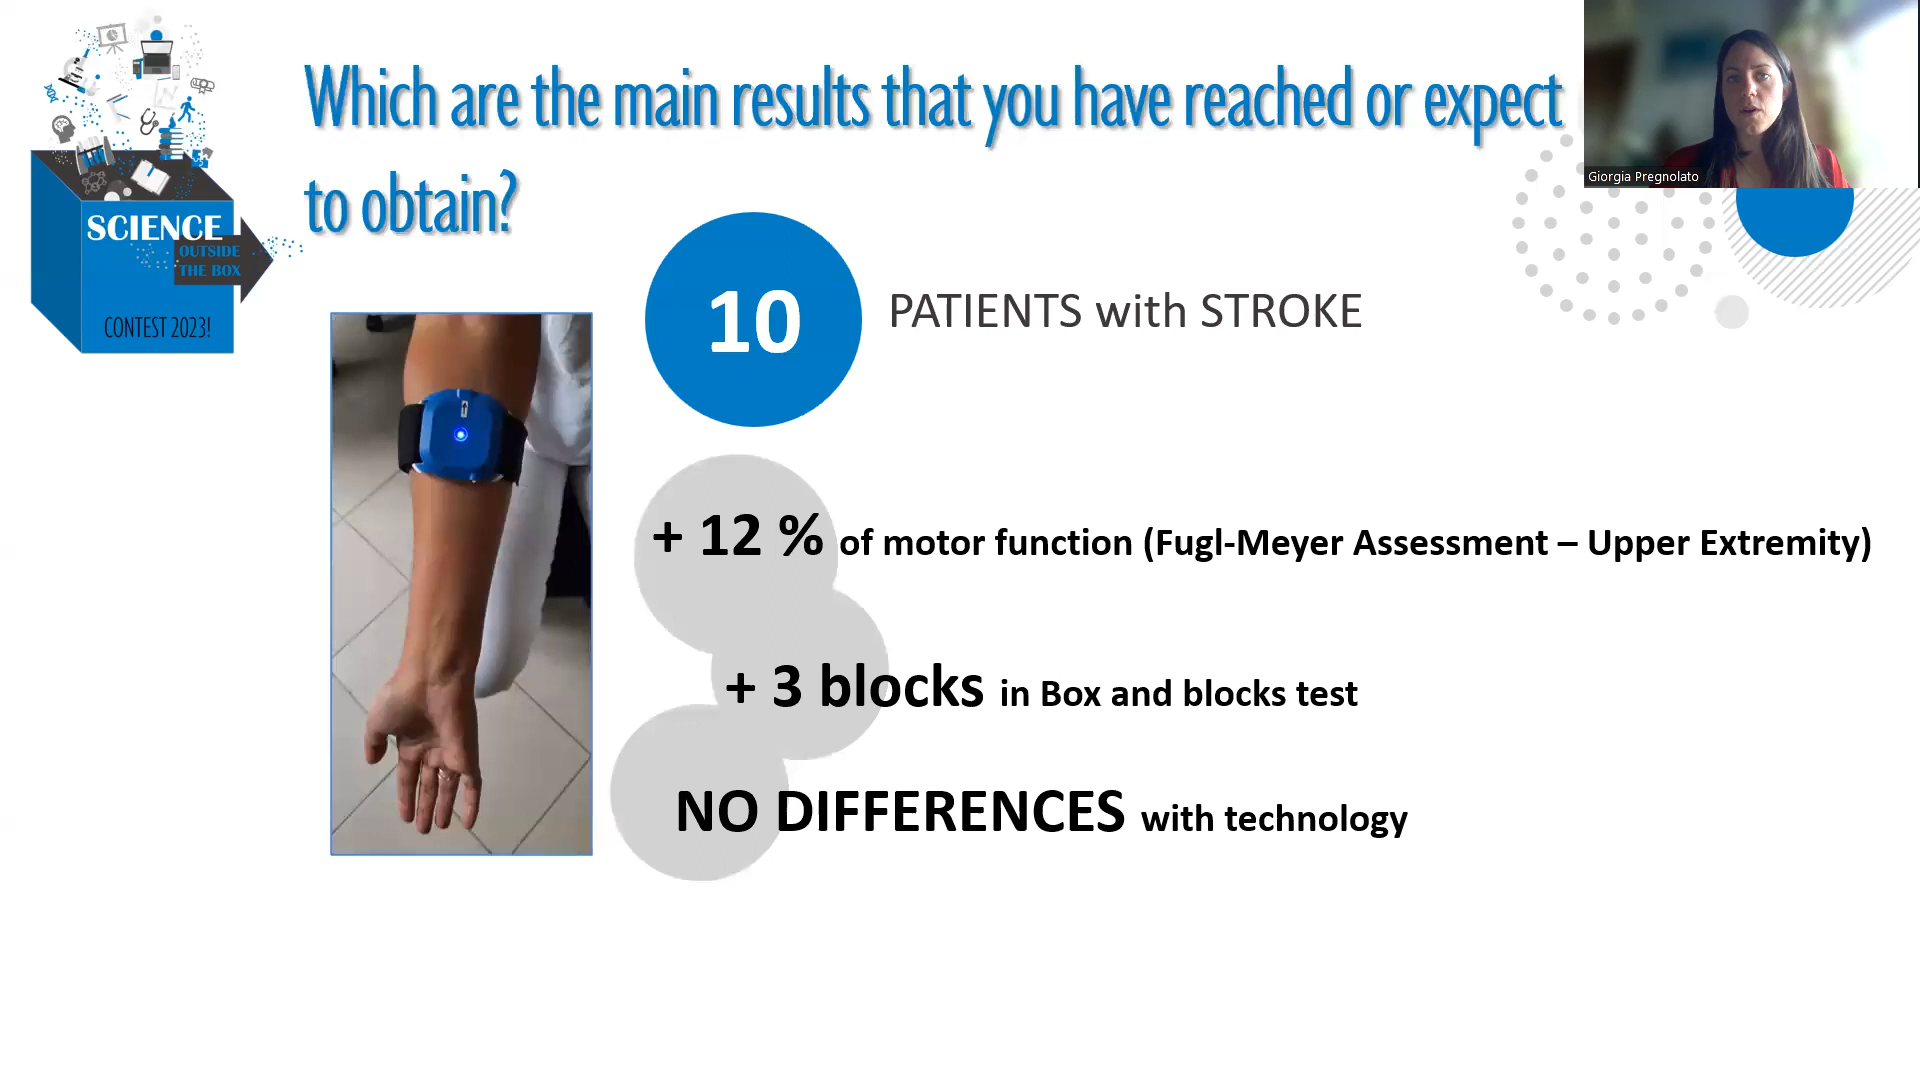 Which are the main results that you have reached or expect
to obtain?
Giorgia Pregnolato
SCIENCE
OUTSIDE
THE BOX
CONTEST 2023!
10
PATIENTS with STROKE
+ 12 % of motor function (Fugl-Meyer Assessment – Upper Extremity)
+ 3 blocks in Box and blocks test
NO DIFFERENCES with technology